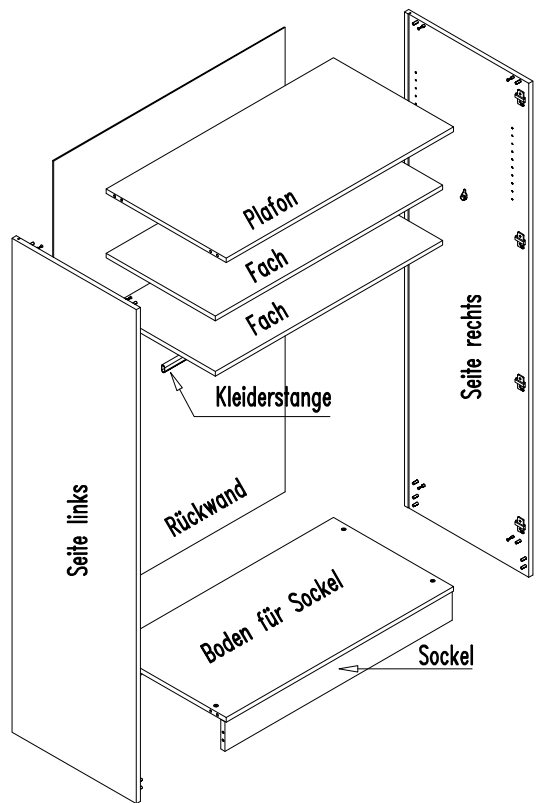 Plafon
Fach
Fach
Kleiderstange
Seite rechts
Seite links
Rückwand
Boden für Sockel
Sockel